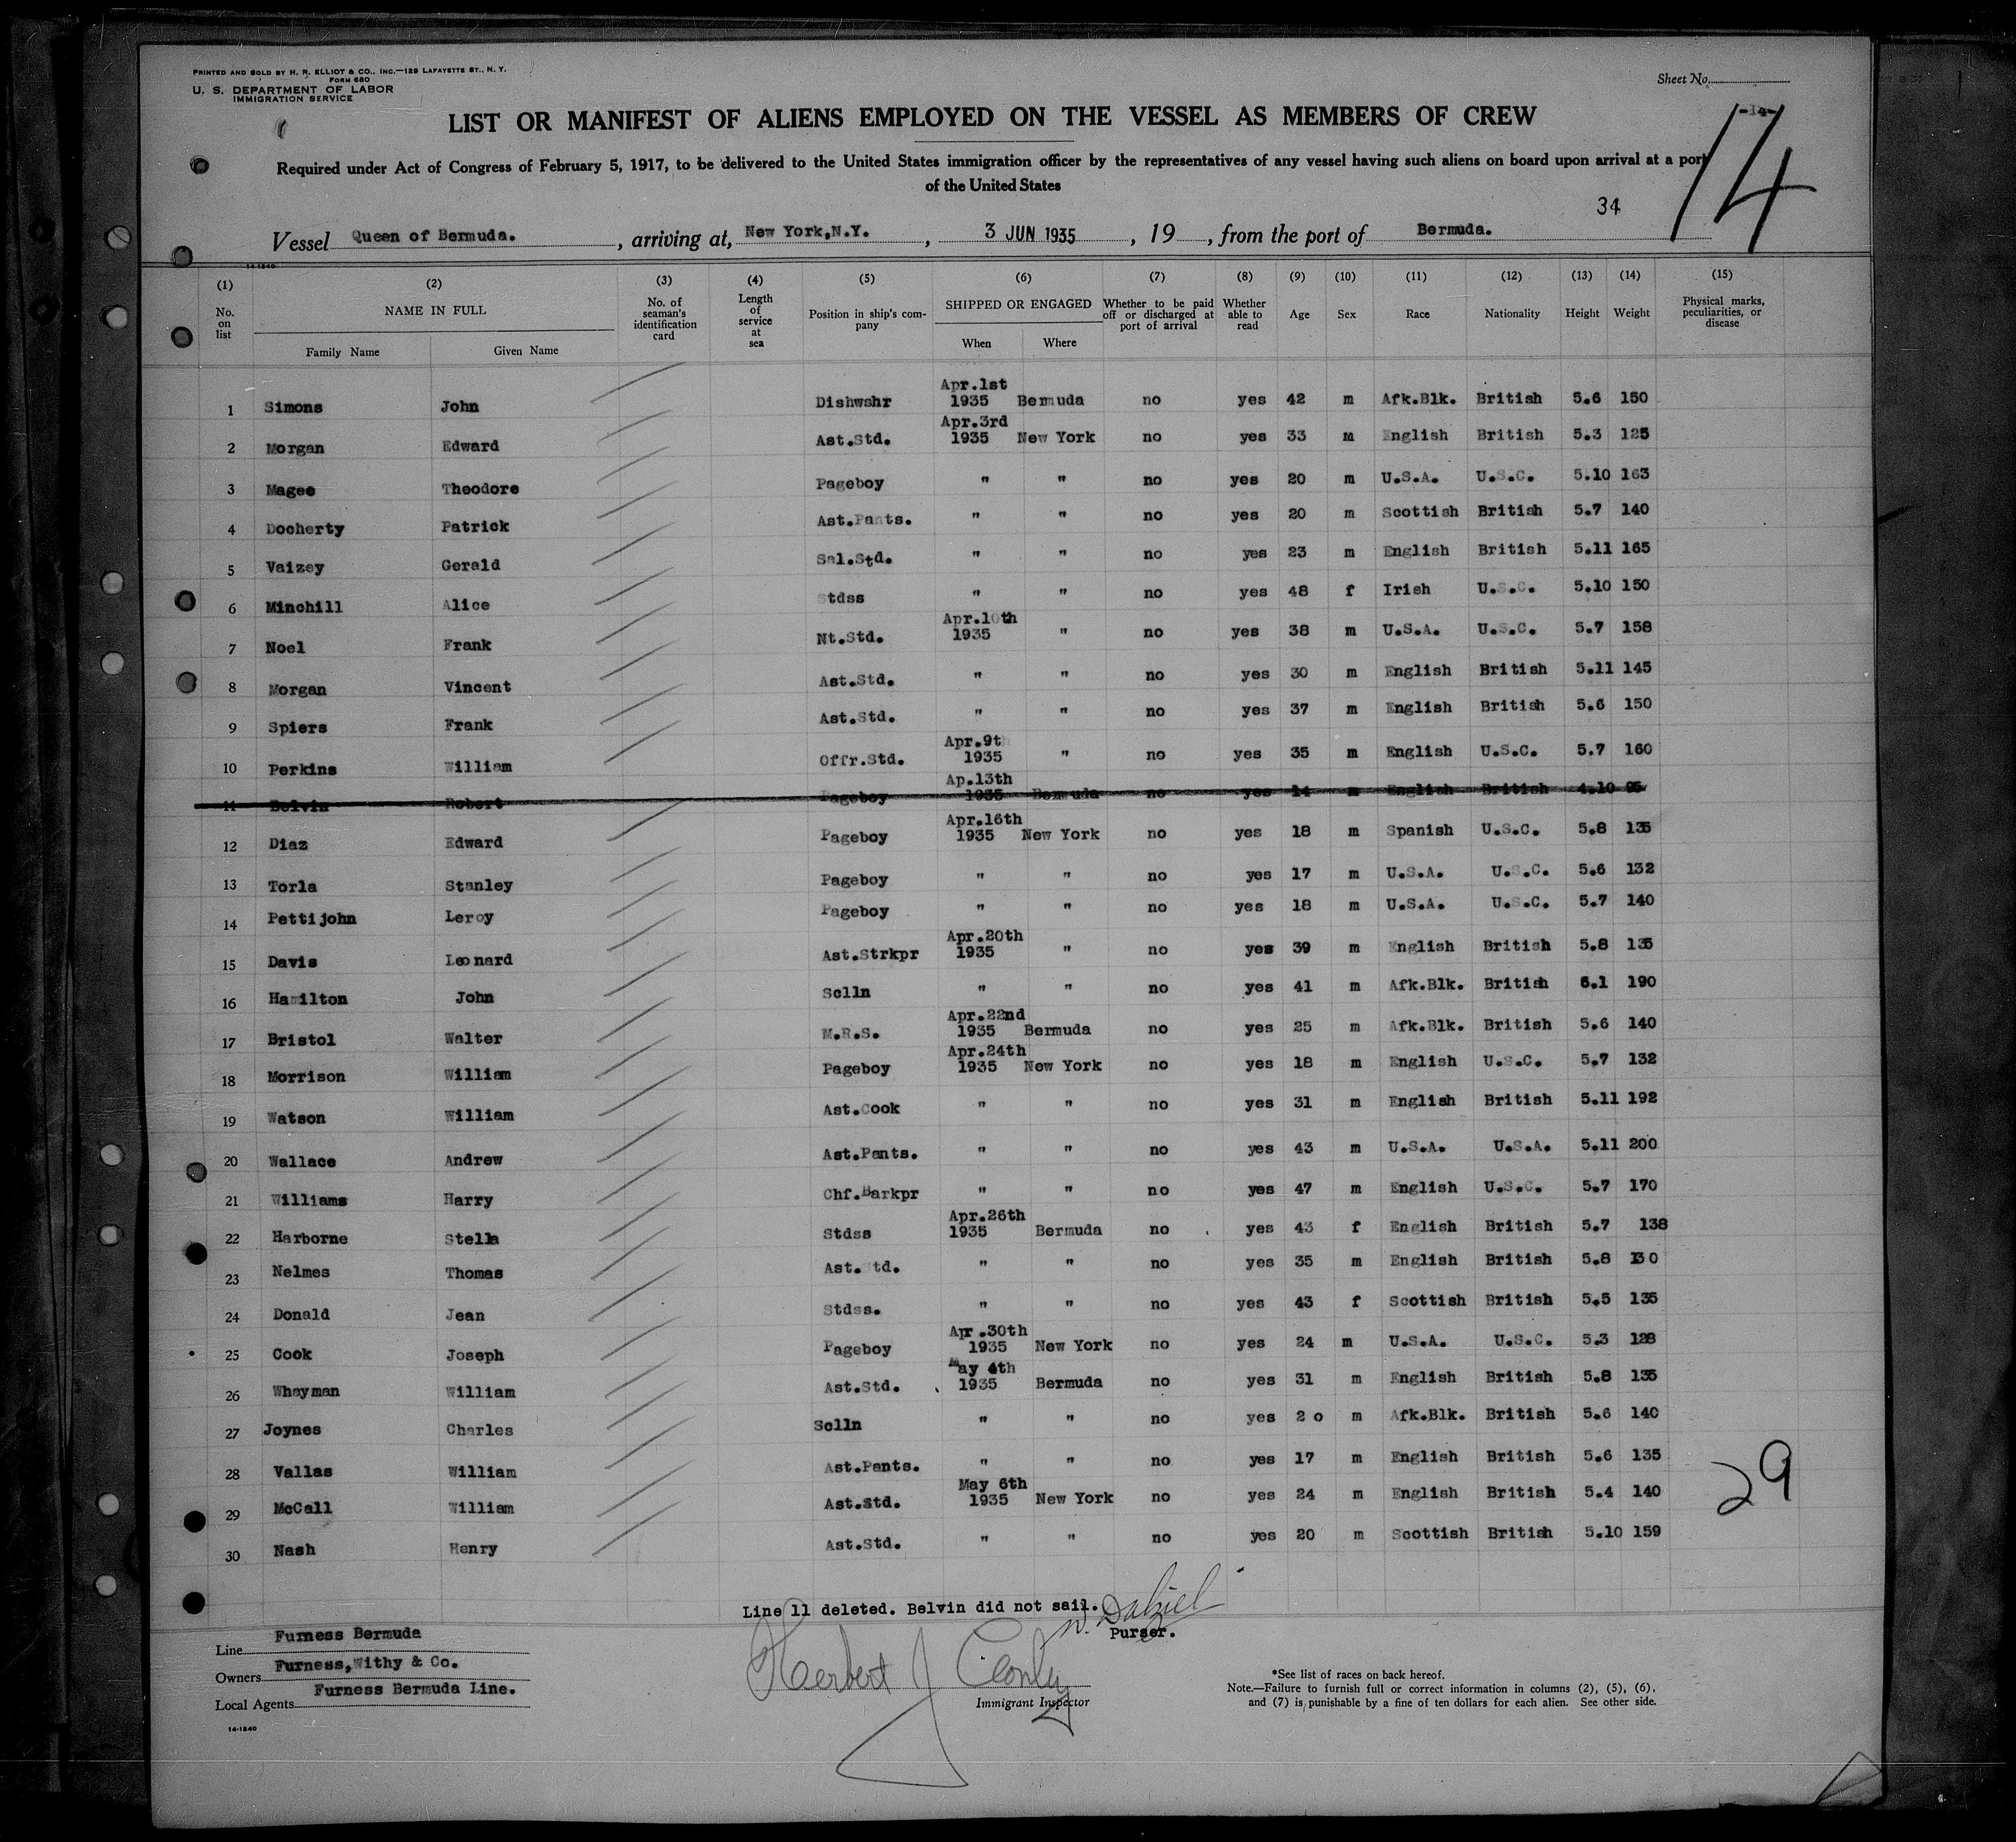 PRINTED AND SOLD BY H. R. ELLIOT & CO., INC.—129 LAFAYETTE ST., N. Y.
FORM 680
U. S. DEPARTMENT OF LABOR
IMMIGRATION SERVICE
Sheet No.
-14-
14
LIST OR MANIFEST OF ALIENS EMPLOYED ON THE VESSEL AS MEMBERS OF CREW
Required under Act of Congress of February 5, 1917, to be delivered to the United States immigration officer by the representatives of any vessel having such aliens on board upon arrival at a port
of the United States
34
Vessel Queen of Bermuda. , arriving at, New York,N.Y. , 3 JUN 1935 , 19 , from the port of Bermuda.
14-1240
(1) (2) (3) (4) (5) (6) (7) (8) (9) (10) (11) (12) (13) (14) (15)
No. on list NAME IN FULL Family Name Given Name No. of seaman's identification card Length of service at sea Position in ship's company SHIPPED OR ENGAGED When Where Whether to be paid off or discharged at port of arrival Whether able to read Age Sex Race Nationality Height Weight Physical marks, peculiarities, or disease
1 Simons John Dishwshr Apr.1st 1935 Bermuda no yes 42 m Afk.Blk. British 5.6 150
2 Morgan Edward Ast.Std. Apr.3rd 1935 New York no yes 33 m English British 5.3 125
3 Magee Theodore Pageboy " " no yes 20 m U.S.A. U.S.C. 5.10 163
4 Docherty Patrick Ast.Pants. " " no yes 20 m Scottish British 5.7 140
5 Vaizey Gerald Sal.Std. " " no yes 23 m English British 5.11 165
6 Minchill Alice Stdss " " no yes 48 f Irish U.S.C. 5.10 150
7 Noel Frank Nt.Std. Apr.10th 1935 " no yes 38 m U.S.A. U.S.C. 5.7 158
8 Morgan Vincent Ast.Std. " " no yes 30 m English British 5.11 145
9 Spiers Frank Ast.Std. " " no yes 37 m English British 5.6 150
10 Perkins William Offr.Std. Apr.9th 1935 " no yes 35 m English U.S.C. 5.7 160
11 Belvin Robert Pageboy Ap.13th 1935 Bermuda no yes 14 m English British 4.10 95
12 Diaz Edward Pageboy Apr.16th 1935 New York no yes 18 m Spanish U.S.C. 5.8 135
13 Torla Stanley Pageboy " " no yes 17 m U.S.A. U.S.C. 5.6 132
14 Pettijohn Leroy Pageboy " " no yes 18 m U.S.A. U.S.C. 5.7 140
15 Davis Leonard Ast.Strkpr Apr.20th 1935 " no yes 39 m English British 5.8 135
16 Hamilton John Sclln " " no yes 41 m Afk.Blk. British 6.1 190
17 Bristol Walter M.R.S. Apr.22nd 1935 Bermuda no yes 25 m Afk.Blk. British 5.6 140
18 Morrison William Pageboy Apr.24th 1935 New York no yes 18 m English U.S.C. 5.7 132
19 Watson William Ast.Cook " " no yes 31 m English British 5.11 192
20 Wallace Andrew Ast.Pants. " " no yes 43 m U.S.A. U.S.A. 5.11 200
21 Williams Harry Chf.Barkpr " " no yes 47 m English U.S.C. 5.7 170
22 Harborne Stella Stdss Apr.26th 1935 Bermuda no yes 43 f English British 5.7 138
23 Nelmes Thomas Ast.Std. " " no yes 35 m English British 5.8 130
24 Donald Jean Stdss. " " no yes 43 f Scottish British 5.5 135
25 Cook Joseph Pageboy Apr.30th 1935 New York no yes 24 m U.S.A. U.S.C. 5.3 128
26 Whayman William Ast.Std. May 4th 1935 Bermuda no yes 31 m English British 5.8 135
27 Joynes Charles Sclln " " no yes 20 m Afk.Blk. British 5.6 140
28 Vallas William Ast.Pants. " " no yes 17 m English British 5.6 135
29 McCall William Ast.Std. May 6th 1935 New York no yes 24 m English British 5.4 140
30 Nash Henry Ast.Std. " " no yes 20 m Scottish British 5.10 159
29
Line 11 deleted. Belvin did not sail.
Purser.
Line Furness Bermuda
Owners Furness,Withy & Co.
Local Agents Furness Bermuda Line.
14-1240
Herbert J Conley
Immigrant Inspector
*See list of races on back hereof.
Note.—Failure to furnish full or correct information in columns (2), (5), (6),
and (7) is punishable by a fine of ten dollars for each alien. See other side.